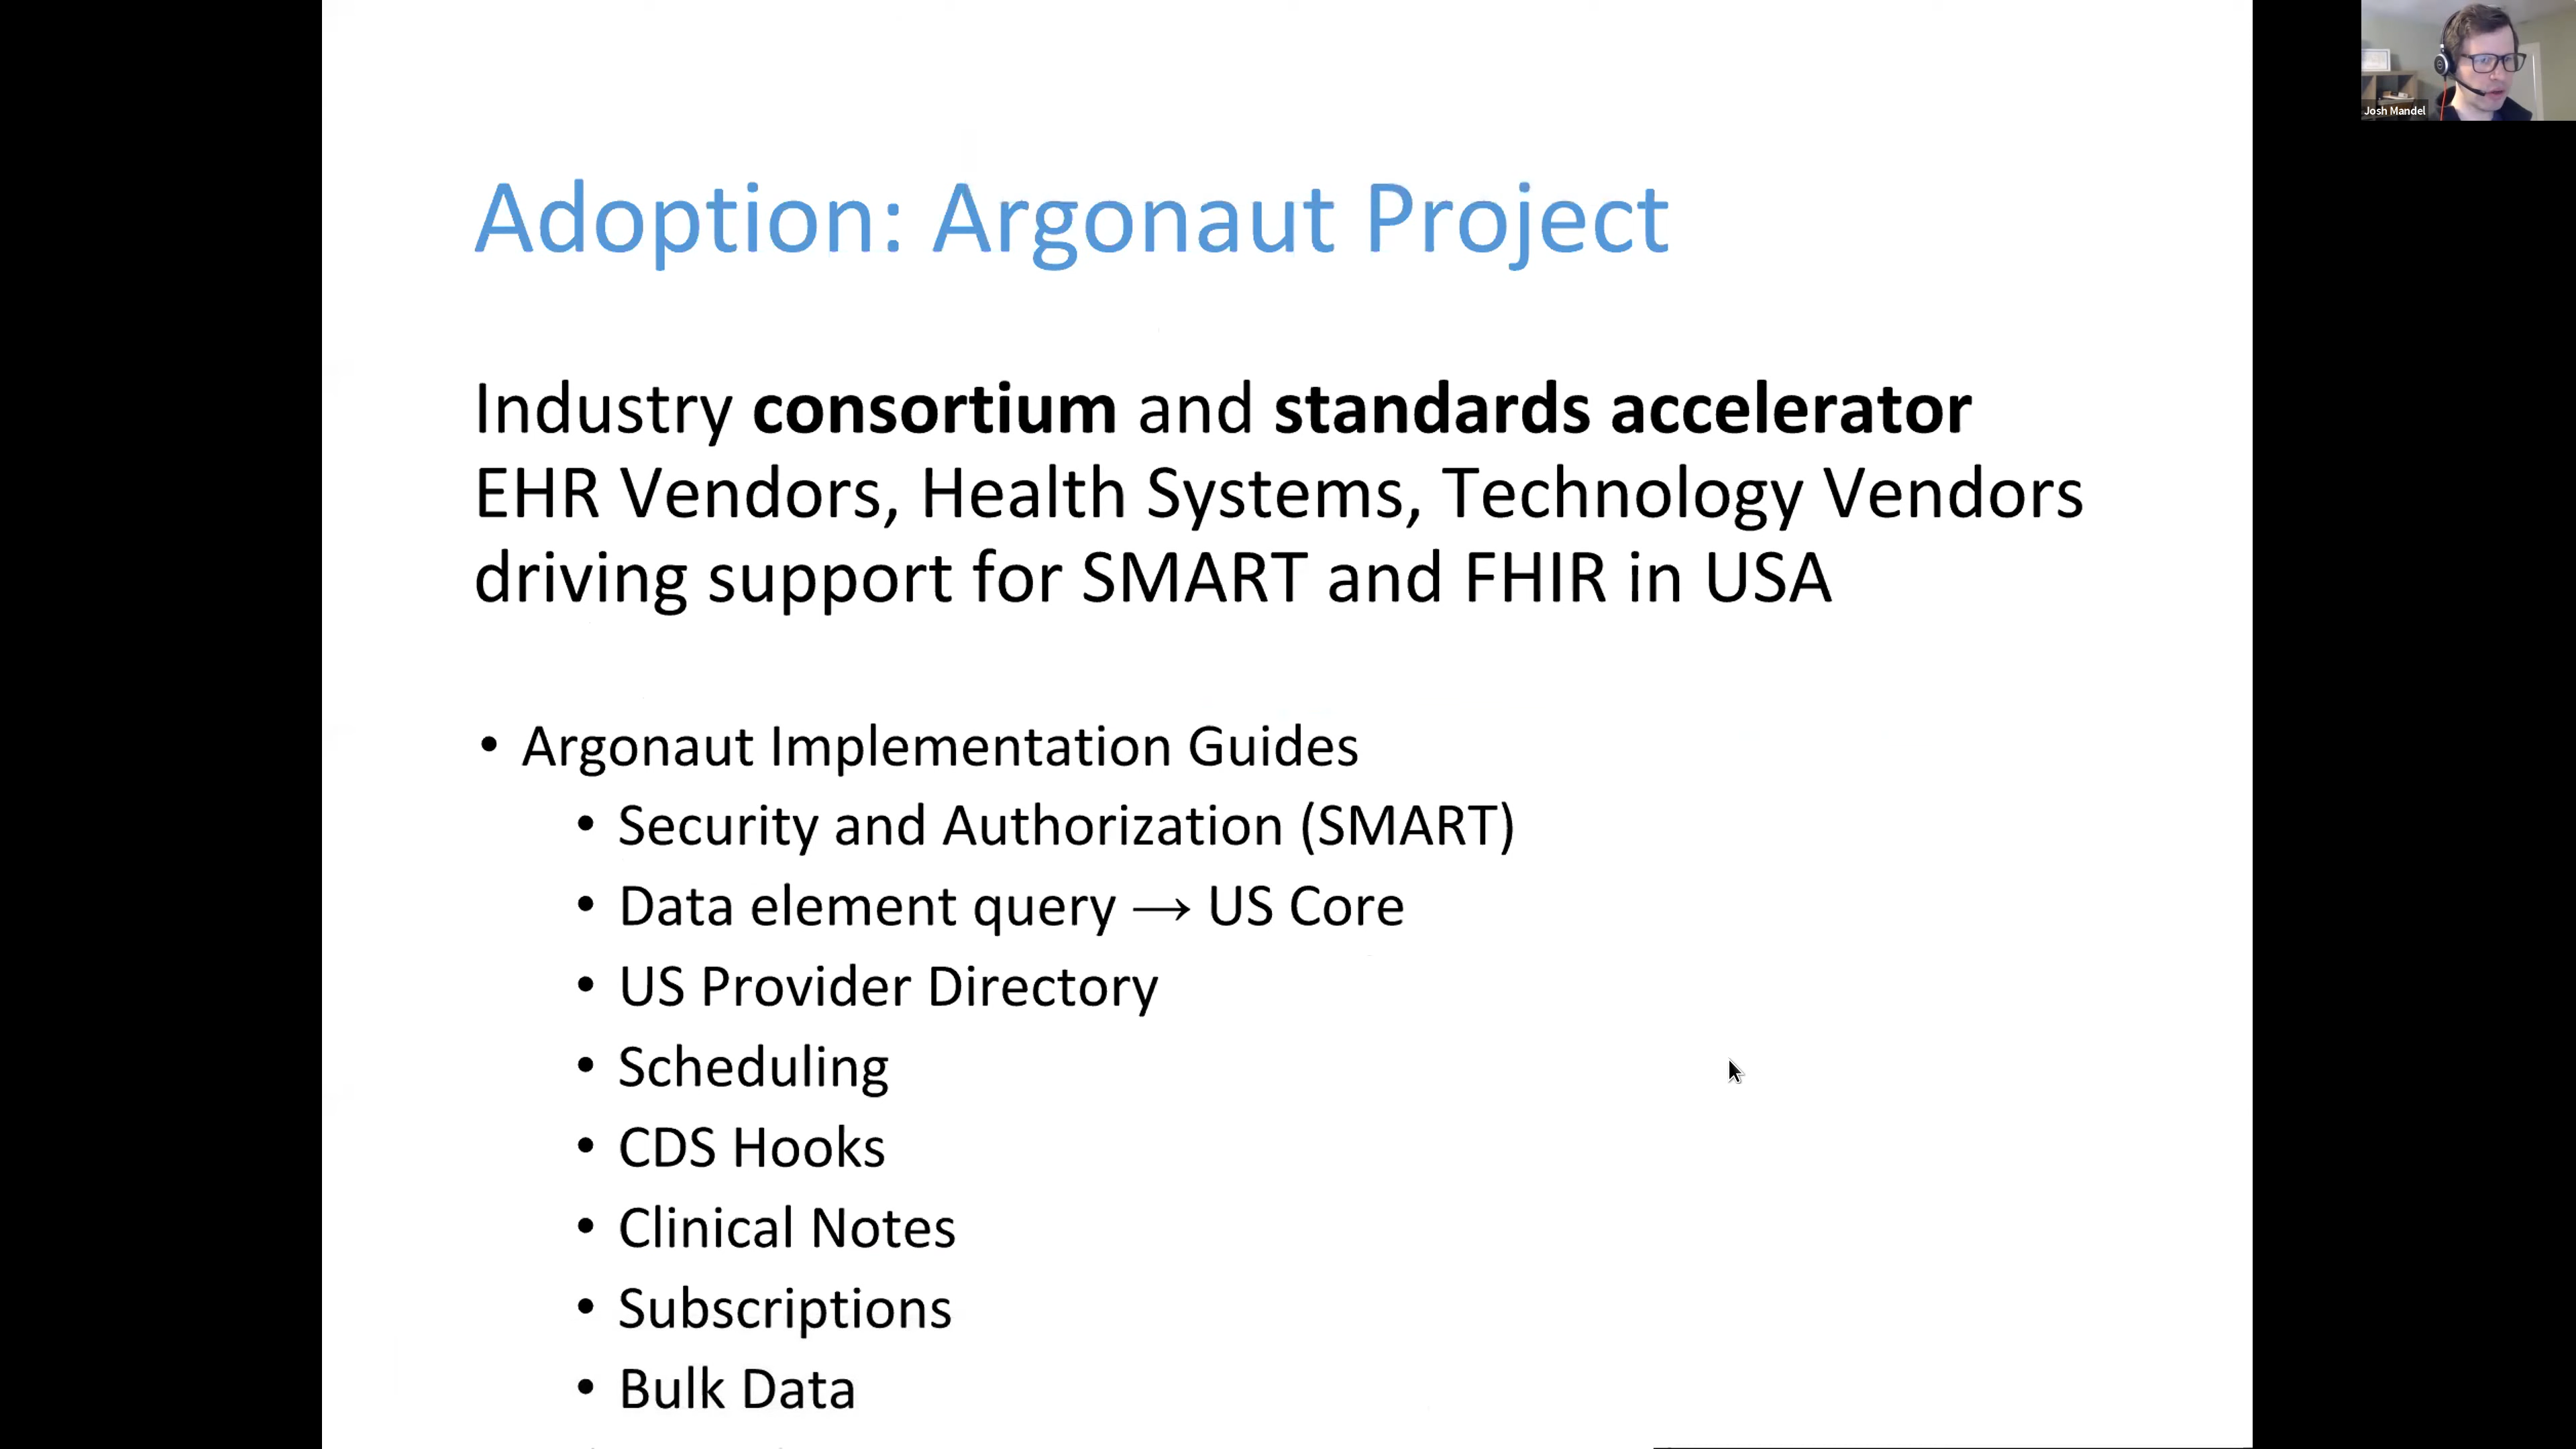 Josh Mandel
Adoption: Argonaut Project
Industry consortium and standards accelerator
EHR Vendors, Health Systems, Technology Vendors
driving support for SMART and FHIR in USA
• Argonaut Implementation Guides
• Security and Authorization (SMART)
• Data element query → US Core
• US Provider Directory
• Scheduling
• CDS Hooks
• Clinical Notes
• Subscriptions
• Bulk Data